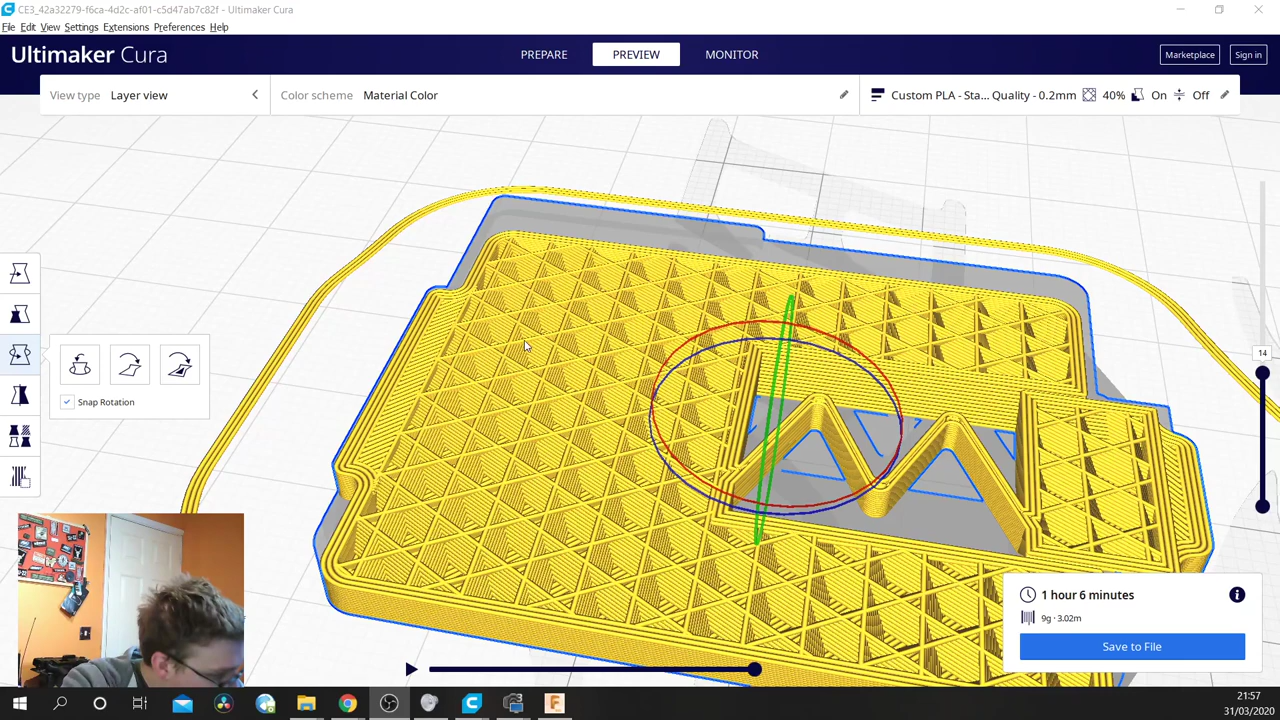 CE3_42a32279-f6ca-4d2c-af01-c5d47ab7c82f - Ultimaker Cura
File Edit View Settings Extensions Preferences Help
Ultimaker Cura
PREPARE
PREVIEW
MONITOR
Marketplace
Sign in
View type Layer view
Color scheme Material Color
Custom PLA - Sta... Quality - 0.2mm
40%
On
Off
14
Snap Rotation
1 hour 6 minutes
9g · 3.02m
Save to File
21:57
31/03/2020